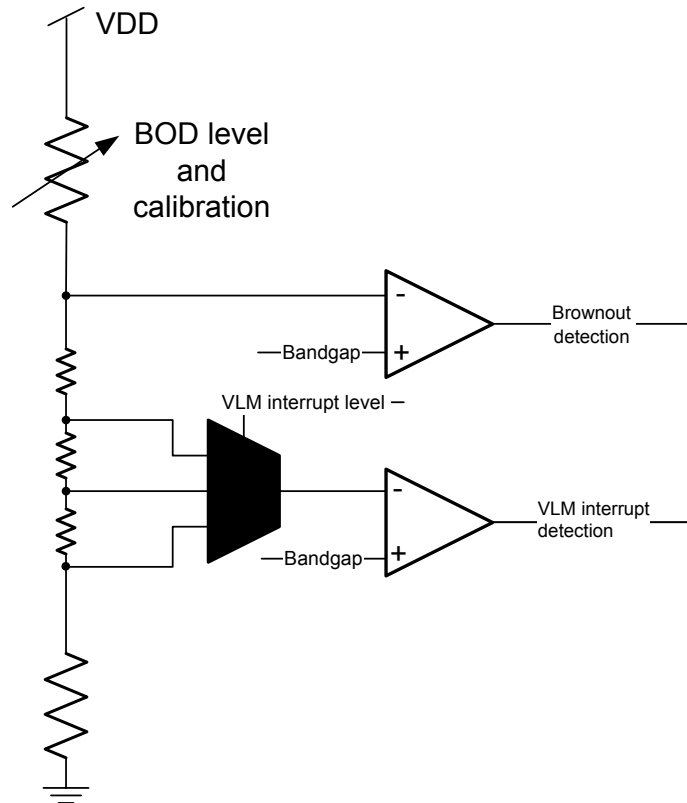 VDD
BOD level
and
calibration
-
Brownout
detection
Bandgap
+
VLM interrupt level
-
VLM interrupt
detection
Bandgap
+